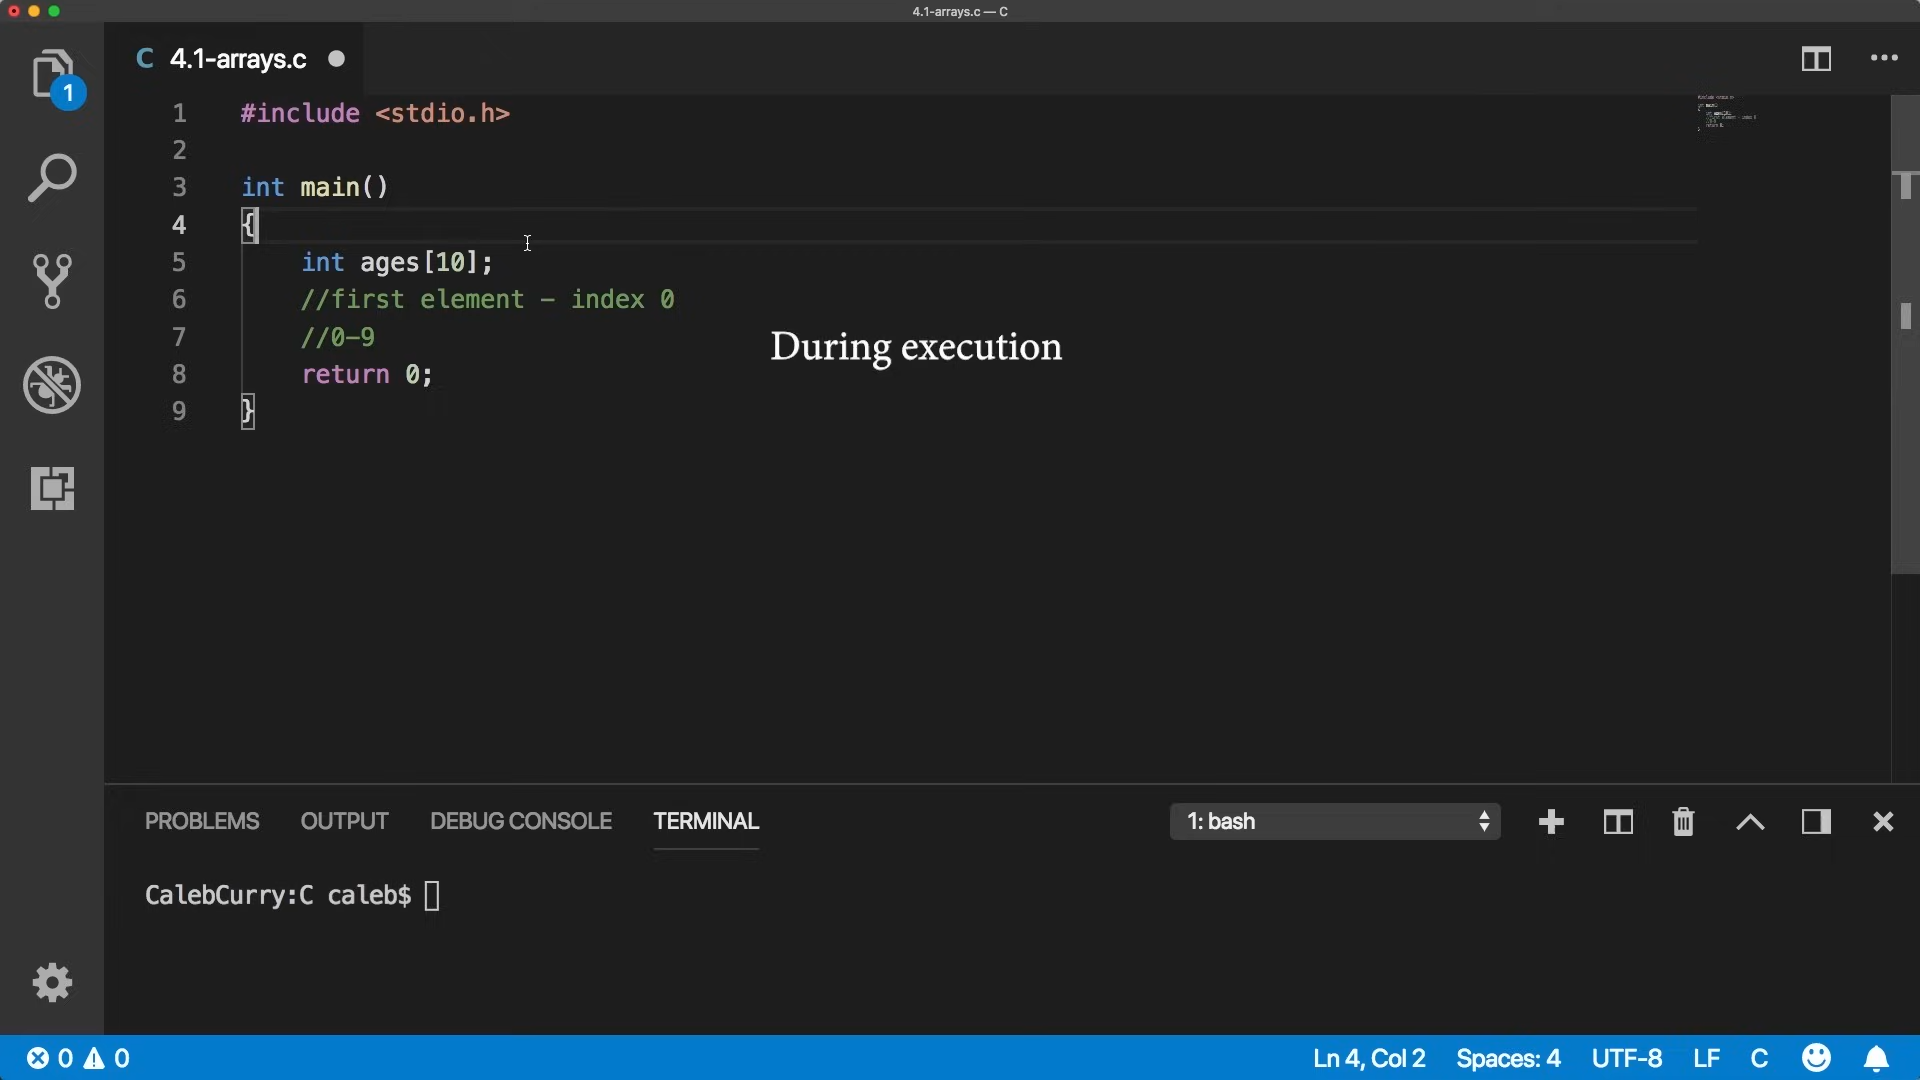 4.1-arrays.c — C
C 4.1-arrays.c
1
1 #include <stdio.h>
2
3 int main()
4 {
5 int ages[10];
6 //first element - index 0
7 //0-9
During execution
8 return 0;
9 }
PROBLEMS OUTPUT DEBUG CONSOLE TERMINAL 1: bash
CalebCurry:C caleb$
0 0 Ln 4, Col 2 Spaces: 4 UTF-8 LF C